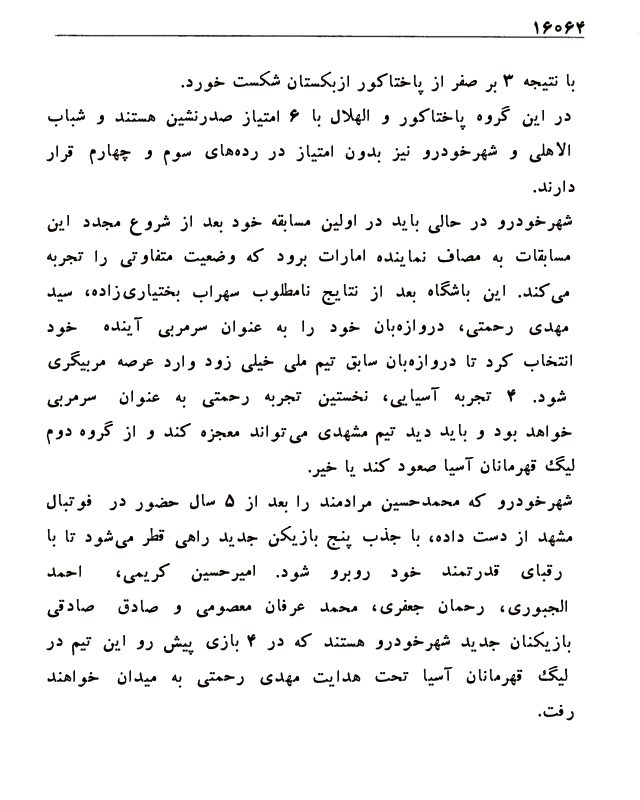 ۱۶۰۶۴
با نتیجه ۳ بر صفر از پاختاکور ازبکستان شکست خورد.
در این گروه پاختاکور و الهلال با ۶ امتیاز صدرنشین هستند و شباب
الاهلی و شهرخودرو نیز بدون امتیاز در رده‌های سوم و چهارم قرار
دارند.
شهرخودرو در حالی باید در اولین مسابقه خود بعد از شروع مجدد این
مسابقات به مصاف نماینده امارات برود که وضعیت متفاوتی را تجربه
می‌کند. این باشگاه بعد از نتایج نامطلوب سهراب بختیاری‌زاده، سید
مهدی رحمتی، دروازه‌بان خود را به عنوان سرمربی آینده خود
انتخاب کرد تا دروازه‌بان سابق تیم ملی خیلی زود وارد عرصه مربیگری
شود. ۴ تجربه آسیایی، نخستین تجربه رحمتی به عنوان سرمربی
خواهد بود و باید دید تیم مشهدی می‌تواند معجزه کند و از گروه دوم
لیگ قهرمانان آسیا صعود کند یا خیر.
شهرخودرو که محمدحسین مرادمند را بعد از ۵ سال حضور در فوتبال
مشهد از دست داده، با جذب پنج بازیکن جدید راهی قطر می‌شود تا با
رقبای قدرتمند خود روبرو شود. امیرحسین کریمی، احمد
الجبوری، رحمان جعفری، محمد عرفان معصومی و صادق صادقی
بازیکنان جدید شهرخودرو هستند که در ۴ بازی پیش رو این تیم در
لیگ قهرمانان آسیا تحت هدایت مهدی رحمتی به میدان خواهند
رفت.